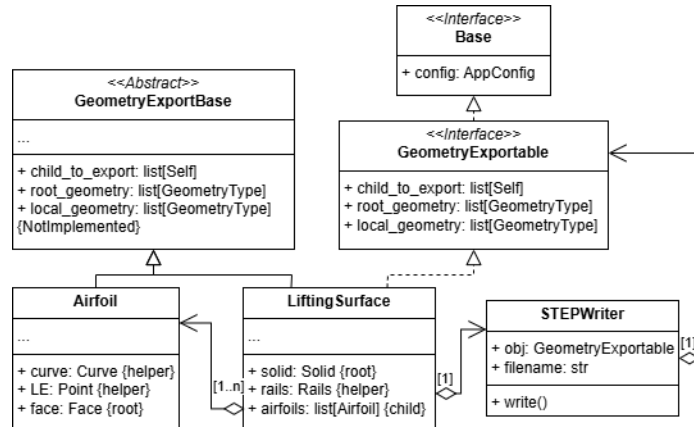 <<Interface>>
Base
+ config: AppConfig
<<Abstract>>
GeometryExportBase
...
+ child_to_export: list[Self]
+ root_geometry: list[GeometryType]
+ local_geometry: list[GeometryType]
{NotImplemented}
<<Interface>>
GeometryExportable
+ child_to_export: list[Self]
+ root_geometry: list[GeometryType]
+ local_geometry: list[GeometryType]
Airfoil
...
+ curve: Curve {helper}
+ LE: Point {helper}
+ face: Face {root}
[1..n]
LiftingSurface
...
+ solid: Solid {root}
+ rails: Rails {helper}
+ airfoils: list[Airfoil] {child}
[1]
STEPWriter
+ obj: GeometryExportable
+ filename: str
+ write()
[1]